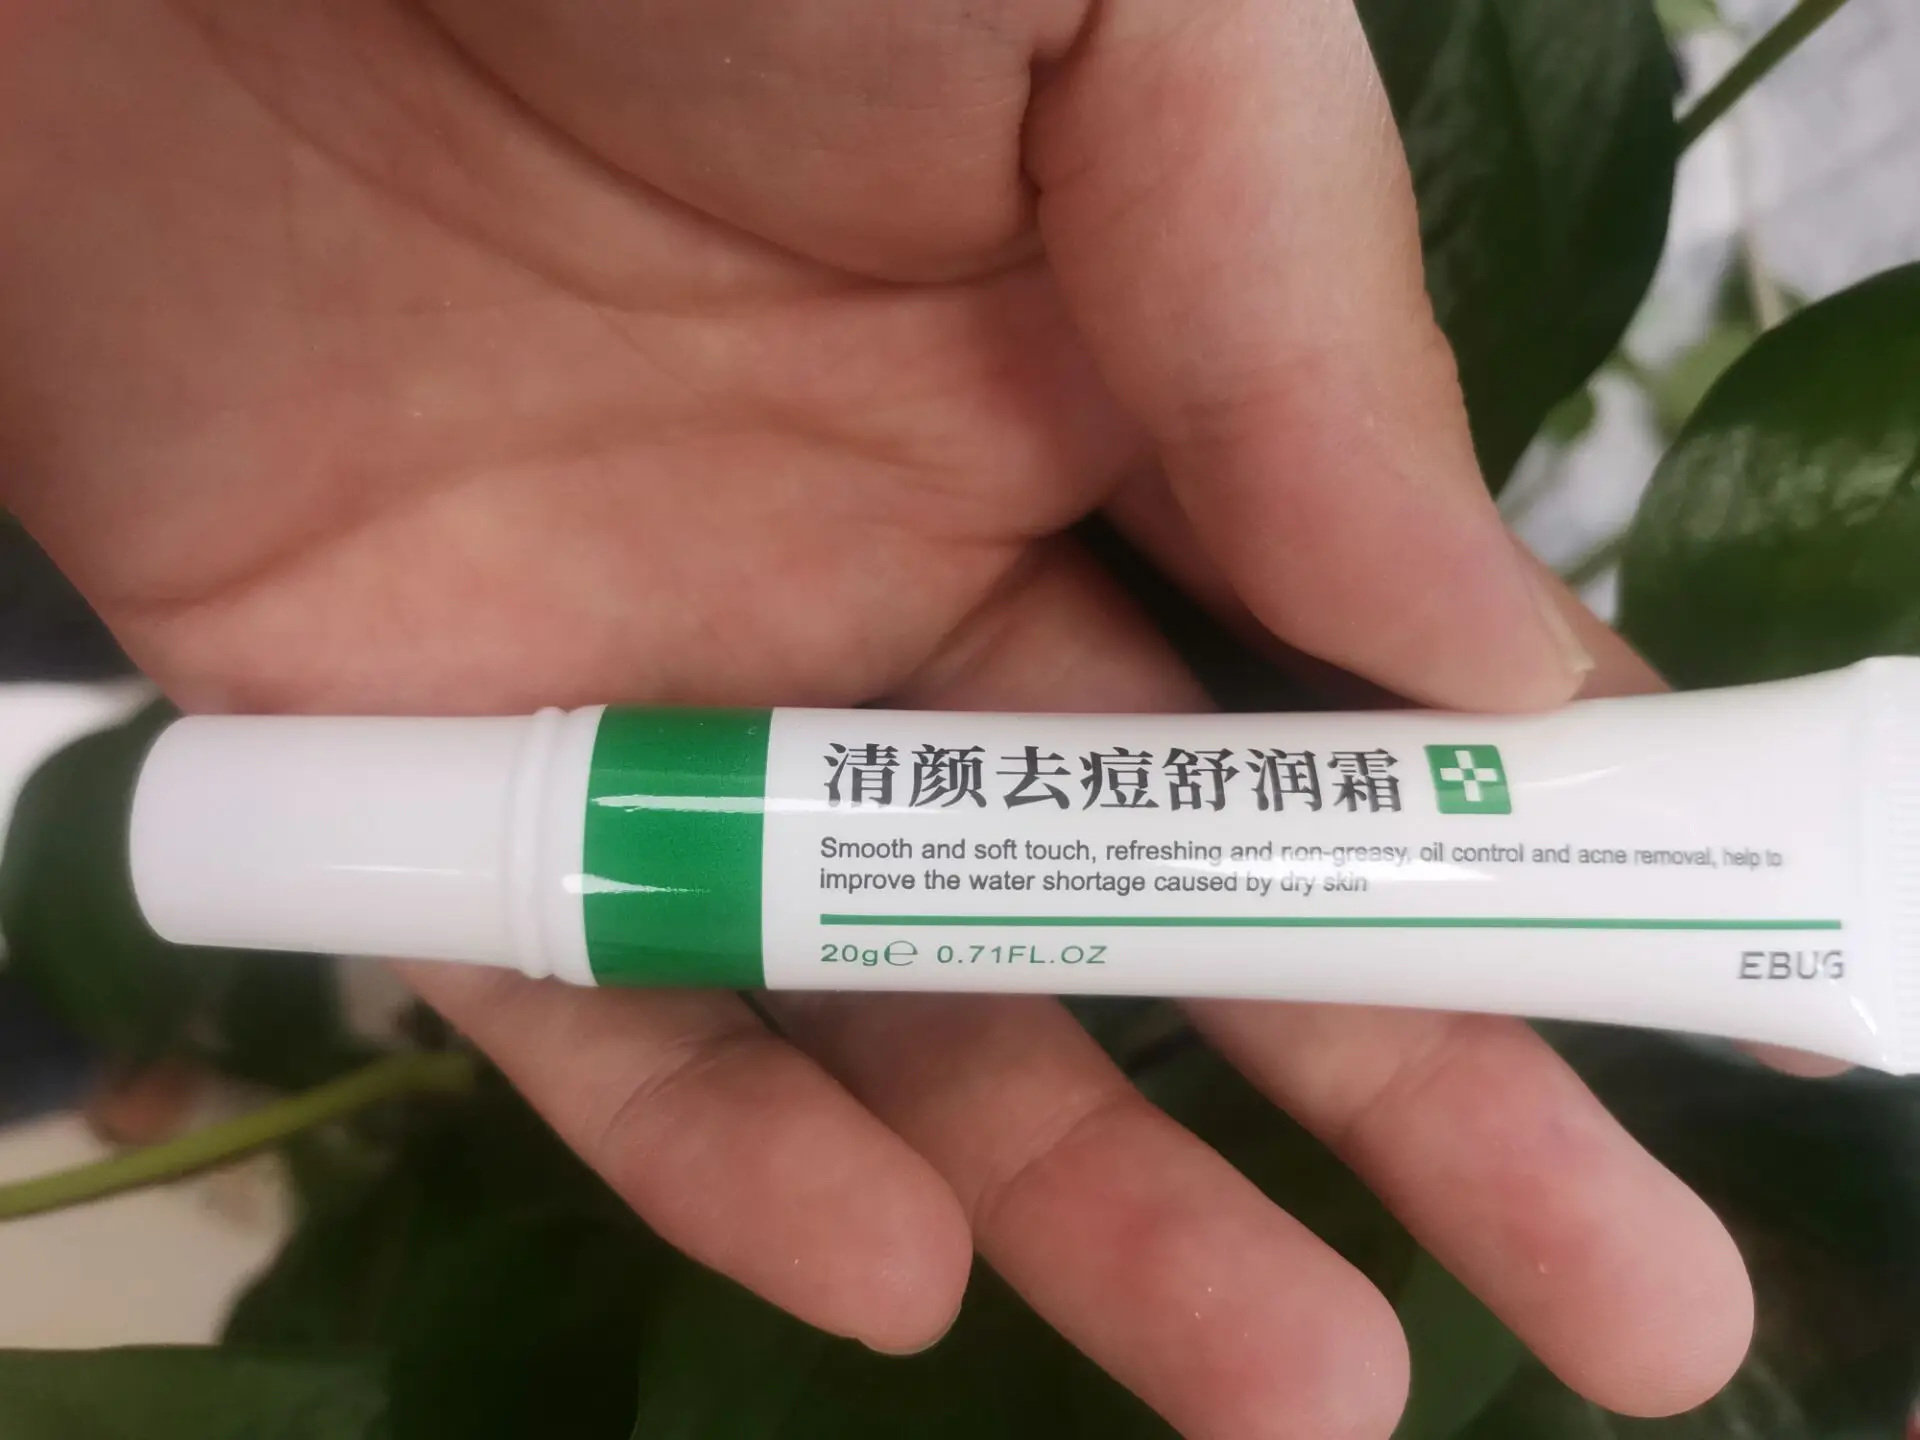 清颜去痘舒润霜
Smooth and soft touch, refreshing and non-greasy, oil control and acne removal, help to
improve the water shortage caused by dry skin
20g℮ 0.71FL.OZ
EBUG